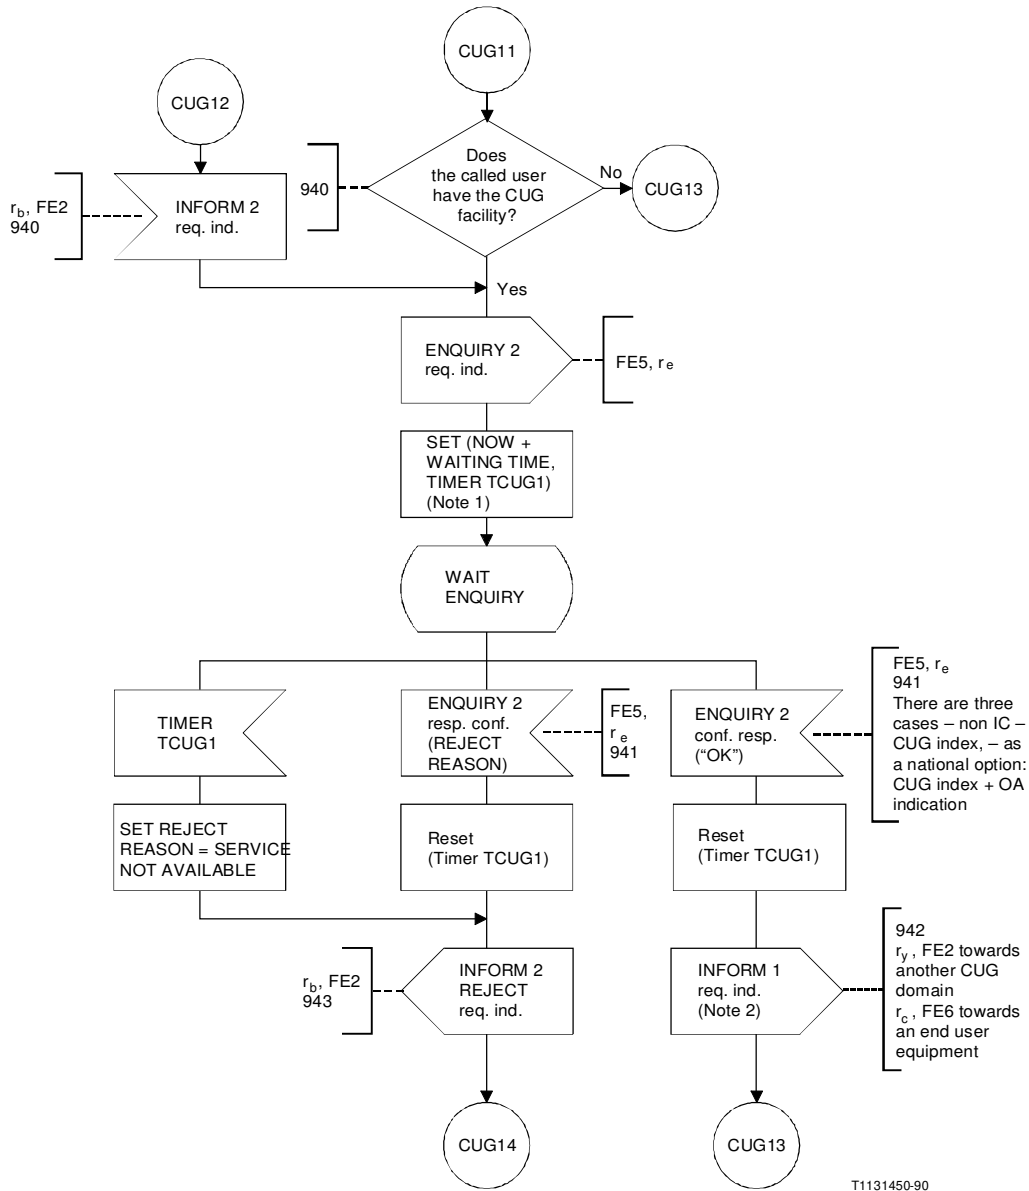 CUG11
CUG12
Does
the called user
have the CUG
facility?
940
No
CUG13
r_b, FE2
940
INFORM 2
req. ind.
Yes
ENQUIRY 2
req. ind.
FE5, r_e
SET (NOW +
WAITING TIME,
TIMER TCUG1)
(Note 1)
WAIT
ENQUIRY
TIMER
TCUG1
ENQUIRY 2
resp. conf.
(REJECT
REASON)
FE5,
r_e
941
ENQUIRY 2
conf. resp.
(“OK”)
FE5, r_e
941
There are three
cases – non IC –
CUG index, – as
a national option:
CUG index + OA
indication
SET REJECT
REASON = SERVICE
NOT AVAILABLE
Reset
(Timer TCUG1)
Reset
(Timer TCUG1)
r_b, FE2
943
INFORM 2
REJECT
req. ind.
INFORM 1
req. ind.
(Note 2)
942
r_y, FE2 towards
another CUG
domain
r_c, FE6 towards
an end user
equipment
CUG14
CUG13
T1131450-90